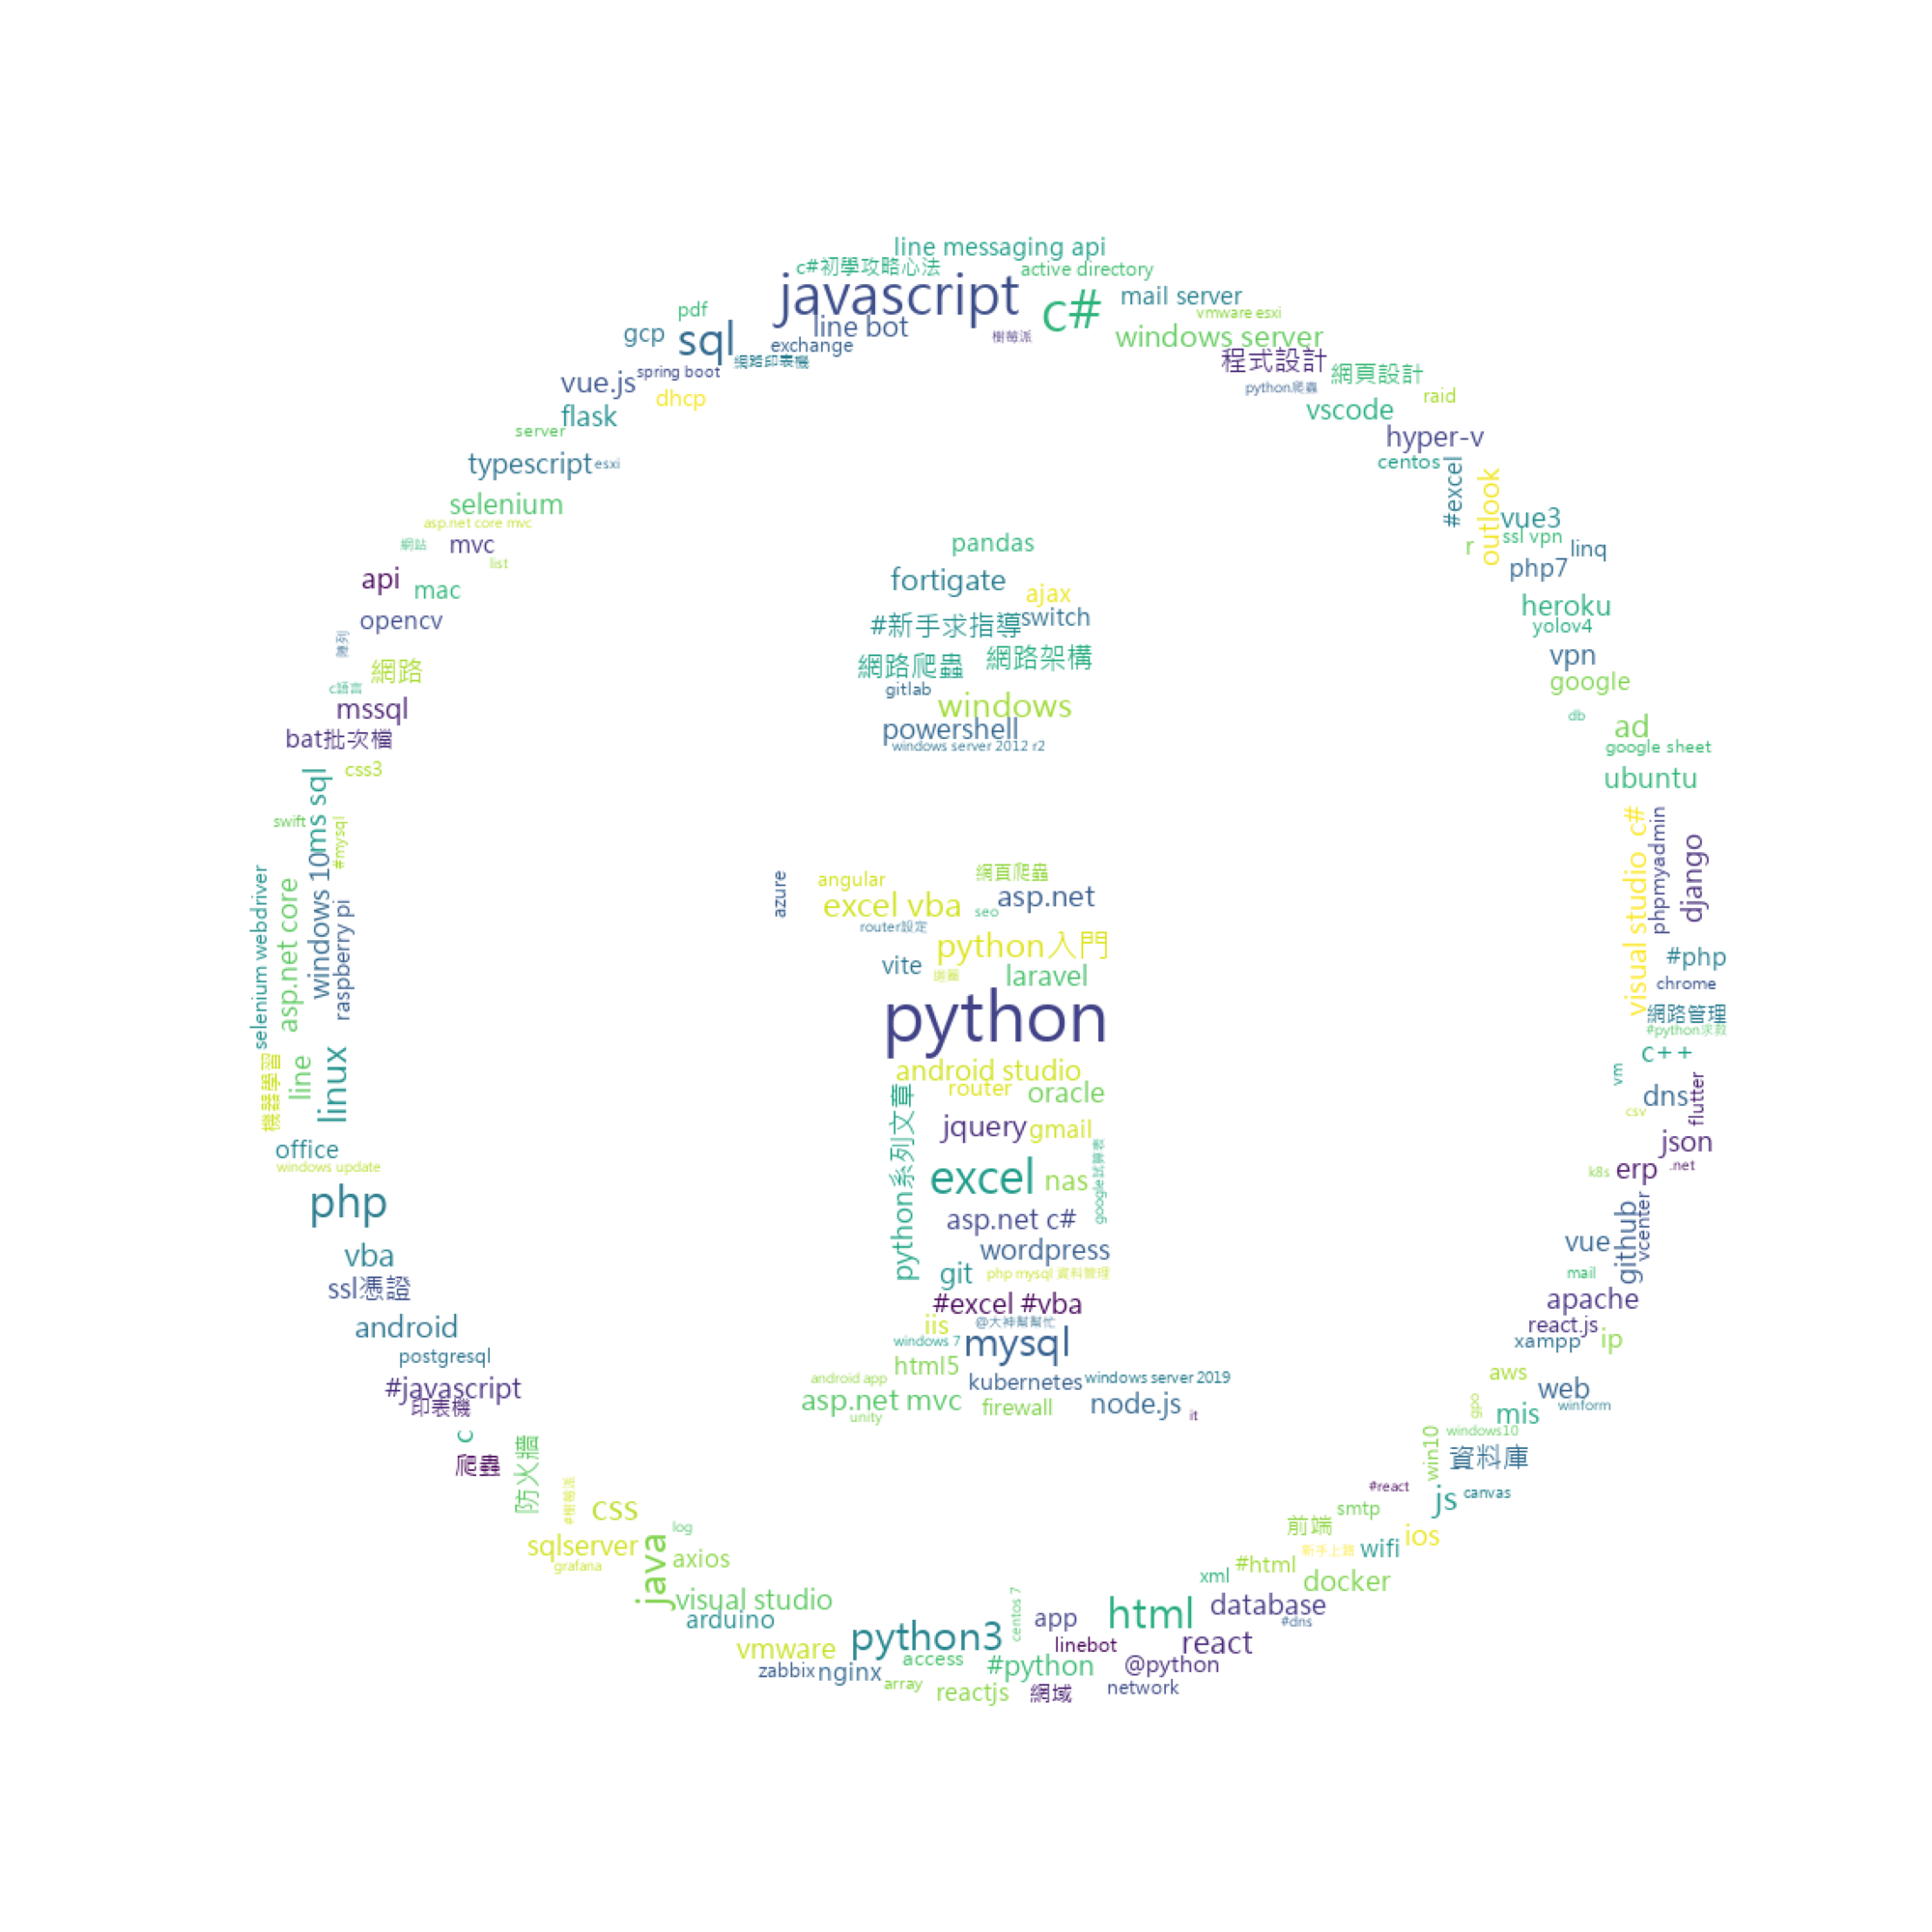 line messaging api
c#初學攻略心法
active directory
javascript
c#
mail server
pdf
vmware esxi
gcp
sql
line bot
樹莓派
windows server
exchange
網路印表機
程式設計
spring boot
vue.js
網頁設計
python爬蟲
dhcp
raid
flask
vscode
server
hyper-v
typescript
esxi
centos
#excel
outlook
selenium
asp.net core mvc
vue3
網站
mvc
pandas
r
ssl vpn
linq
list
php7
api
mac
fortigate
ajax
heroku
opencv
#新手求指導
switch
yolov4
陣列
網路
網路爬蟲
網路架構
vpn
c語言
gitlab
google
mssql
windows
db
bat批次檔
powershell
ad
windows server 2012 r2
google sheet
css3
ms sql
ubuntu
swift
#mysql
visual studio c#
phpmyadmin
django
selenium webdriver
asp.net core
windows 10
raspberry pi
azure
angular
網頁爬蟲
excel vba
seo
asp.net
router設定
python入門
vite
laravel
#php
chrome
python
網路管理
#python求救
機器學習
line
linux
android studio
c++
router
oracle
vm
dns
flutter
csv
python系列文章
jquery
gmail
office
json
windows update
google試算表
excel
nas
k8s
erp
.net
php
asp.net c#
github
vcenter
vba
wordpress
vue
ssl憑證
git
php mysql 資料管理
mail
#excel #vba
apache
android
iis
@大神幫幫忙
react.js
windows 7
mysql
xampp
ip
postgresql
html5
android app
kubernetes
windows server 2019
aws
#javascript
asp.net mvc
node.js
web
印表機
firewall
unity
it
gpo
winform
mis
c
windows10
爬蟲
防火牆
win10
資料庫
#樹莓派
css
#react
js
canvas
smtp
log
前端
sqlserver
java
axios
新手上路
wifi
ios
grafana
#html
xml
docker
visual studio
centos 7
html
database
arduino
app
#dns
vmware
python3
linebot
react
access
#python
@python
zabbix
nginx
array
reactjs
網域
network